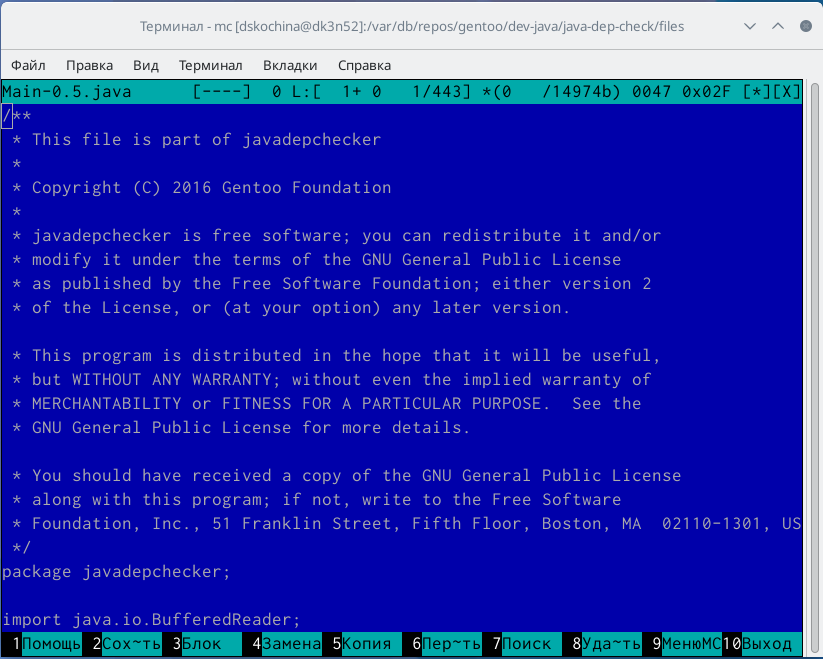 Терминал - mc [dskochina@dk3n52]:/var/db/repos/gentoo/dev-java/java-dep-check/files
Файл Правка Вид Терминал Вкладки Справка
Main-0.5.java [----] 0 L:[ 1+ 0 1/443] *(0 /14974b) 0047 0x02F [*][X]
/**
* This file is part of javadepchecker
*
* Copyright (C) 2016 Gentoo Foundation
*
* javadepchecker is free software; you can redistribute it and/or
* modify it under the terms of the GNU General Public License
* as published by the Free Software Foundation; either version 2
* of the License, or (at your option) any later version.
* This program is distributed in the hope that it will be useful,
* but WITHOUT ANY WARRANTY; without even the implied warranty of
* MERCHANTABILITY or FITNESS FOR A PARTICULAR PURPOSE.  See the
* GNU General Public License for more details.
* You should have received a copy of the GNU General Public License
* along with this program; if not, write to the Free Software
* Foundation, Inc., 51 Franklin Street, Fifth Floor, Boston, MA  02110-1301, US
*/
package javadepchecker;
import java.io.BufferedReader;
1Помощь 2Сох~ть 3Блок 4Замена 5Копия 6Пер~ть 7Поиск 8Уда~ть 9МенюMC 10Выход